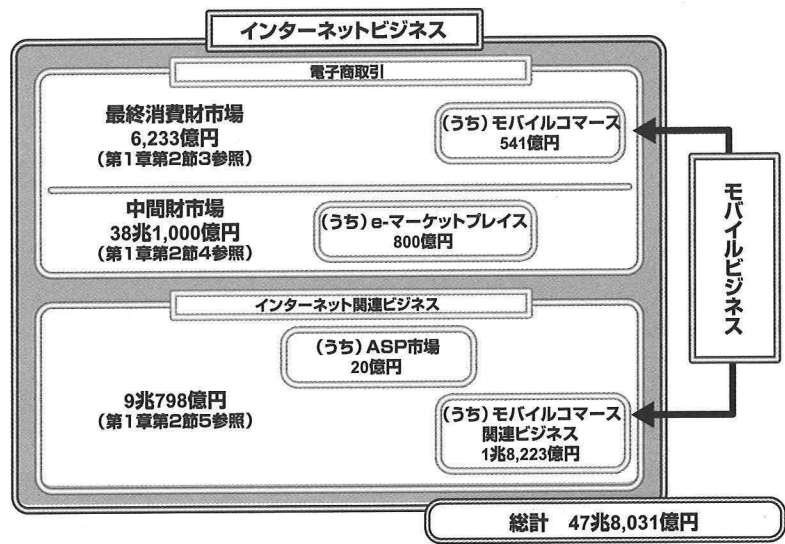 インターネットビジネス
電子商取引
最終消費財市場
6,233億円
(第1章第2節3参照)
(うち)モバイルコマース
541億円
中間財市場
38兆1,000億円
(第1章第2節4参照)
(うち)e-マーケットプレイス
800億円
インターネット関連ビジネス
(うち)ASP市場
20億円
9兆798億円
(第1章第2節5参照)
(うち)モバイルコマース
関連ビジネス
1兆8,223億円
モバイルビジネス
総計 47兆8,031億円